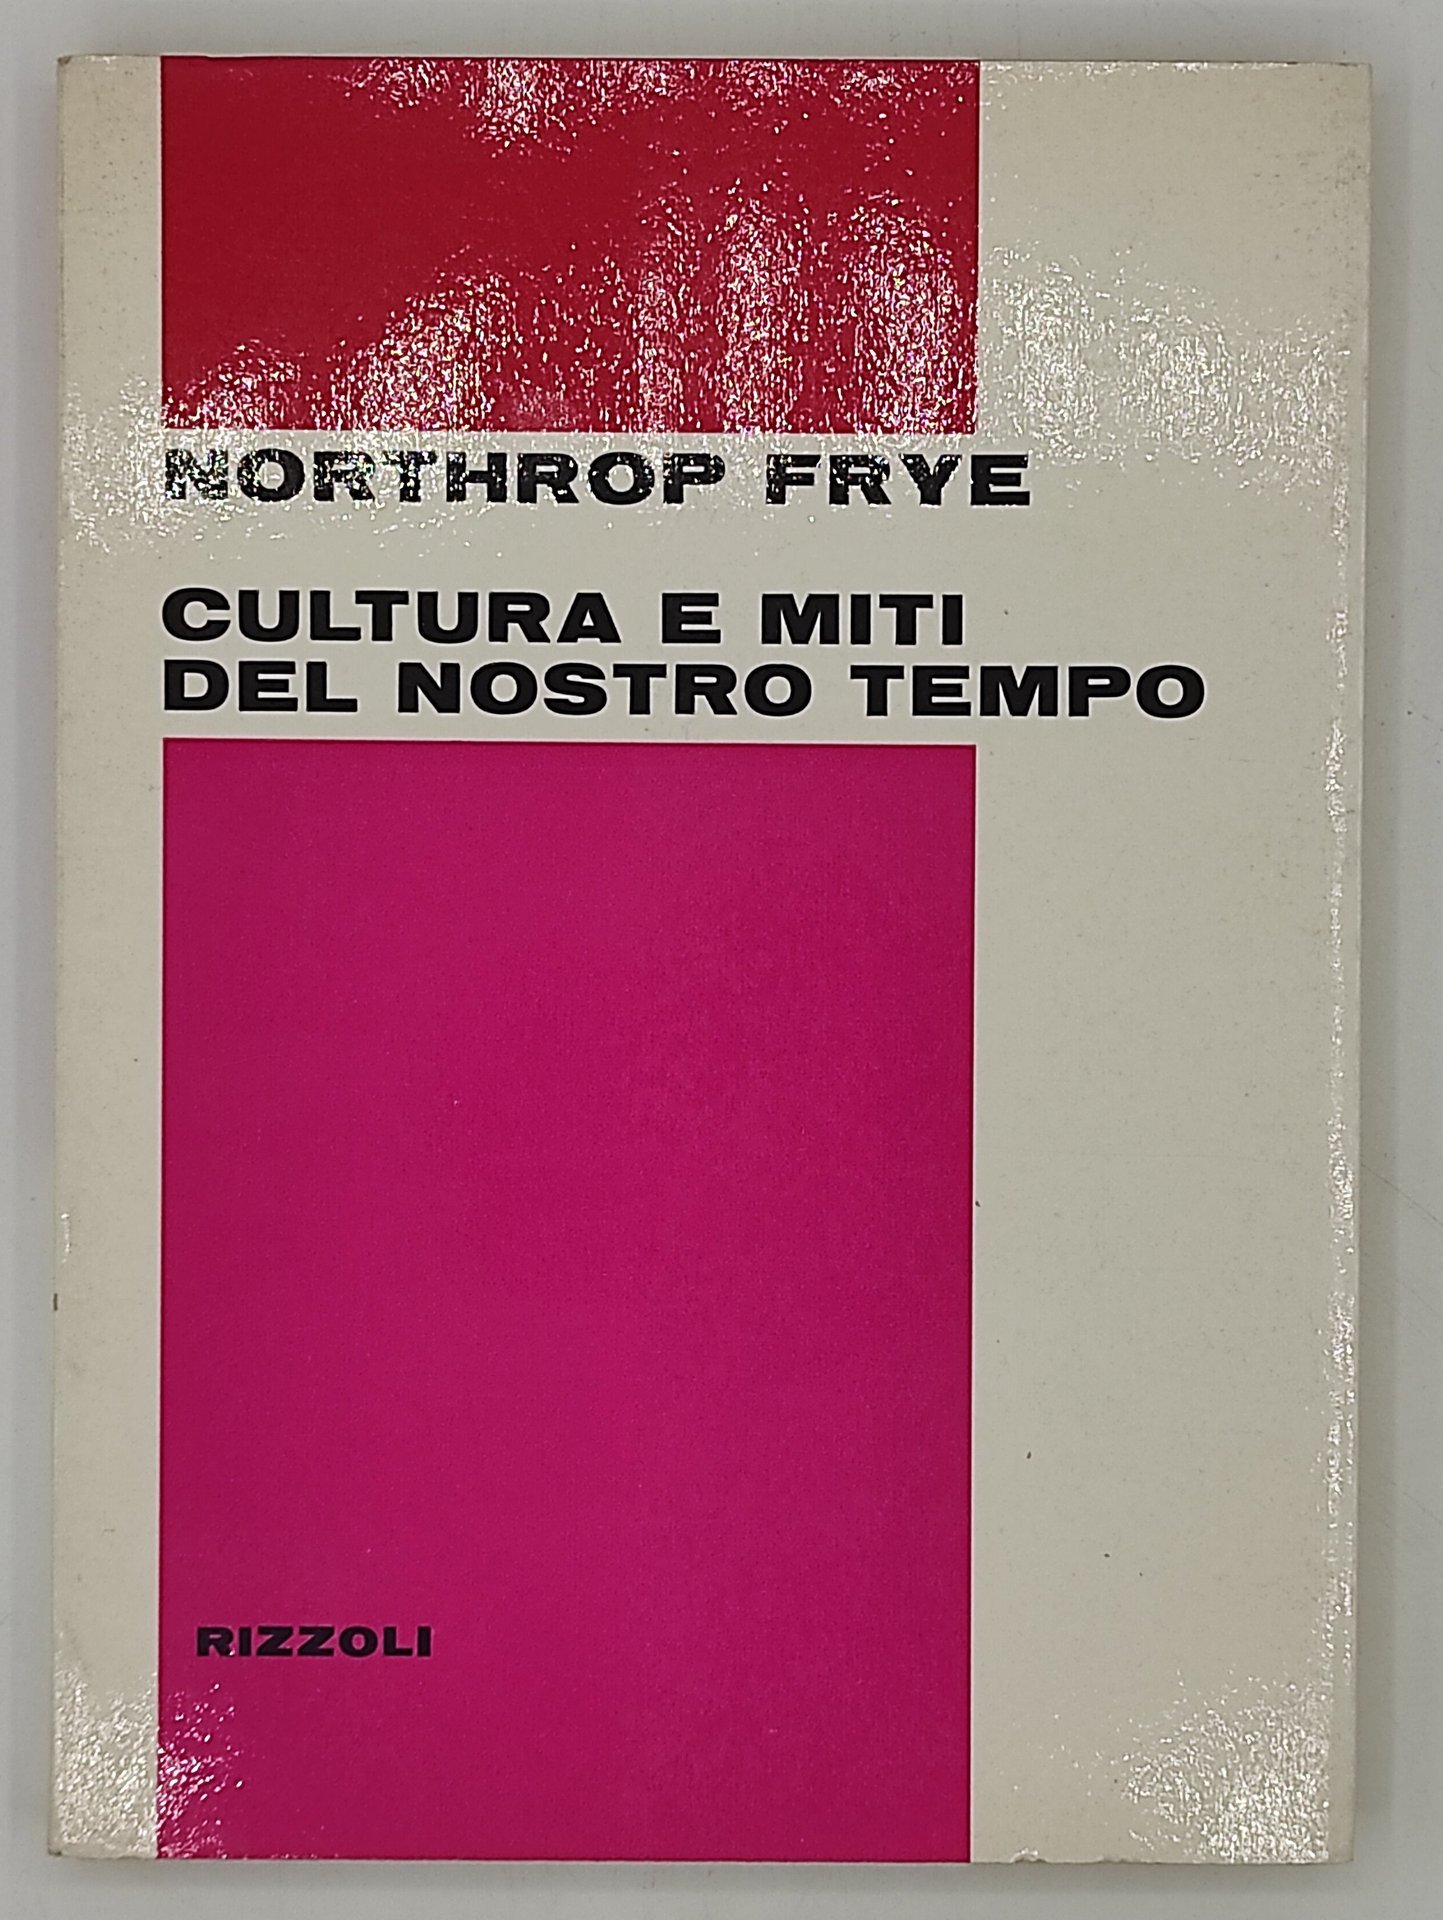 NORTHROP FRYE
CULTURA E MITI
DEL NOSTRO TEMPO
RIZZOLI